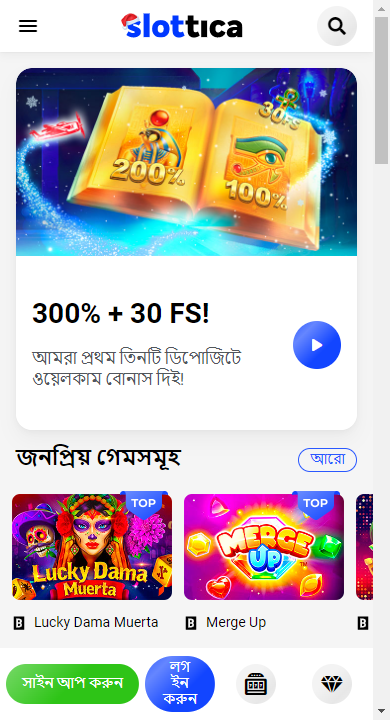 slottica
30FS
200%
100%
300% + 30 FS!
আমরা প্রথম তিনটি ডিপোজিটে
ওয়েলকাম বোনাস দিই!
জনপ্রিয় গেমসমূহ
আরো
TOP
TOP
LUCKY DAMA
MUERTA
MERGE
UP
Lucky Dama Muerta
Merge Up
সাইন আপ করুন
লগ
ইন
করুন